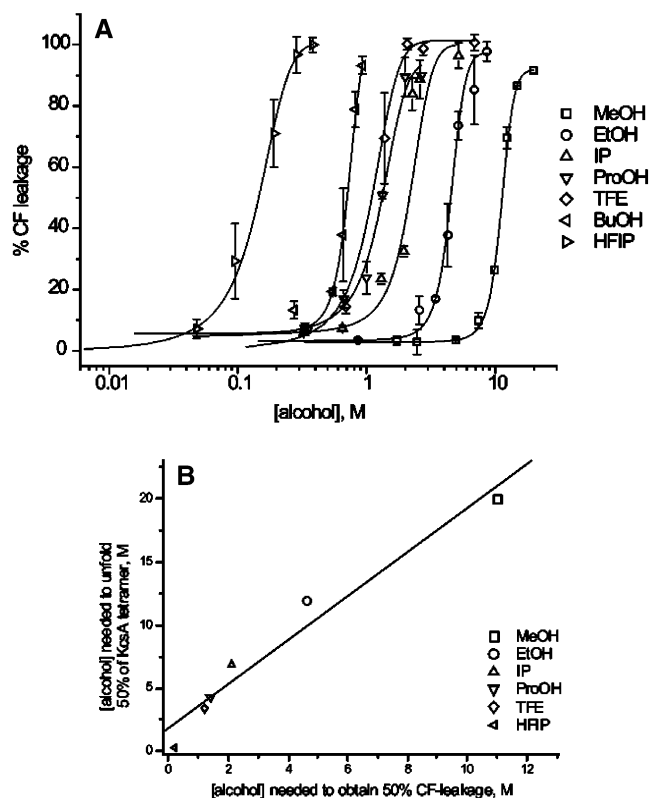 A
100
80
60
40
20
0
% CF leakage
0.01 0.1 1 10
[alcohol], M
MeOH
EtOH
IP
ProOH
TFE
BuOH
HFIP
B
20
15
10
5
0
[alcohol] needed to unfold
50% of KcsA tetramer, M
MeOH
EtOH
IP
ProOH
TFE
HFIP
0 2 4 6 8 10 12
[alcohol] needed to obtain 50% CF-leakage, M